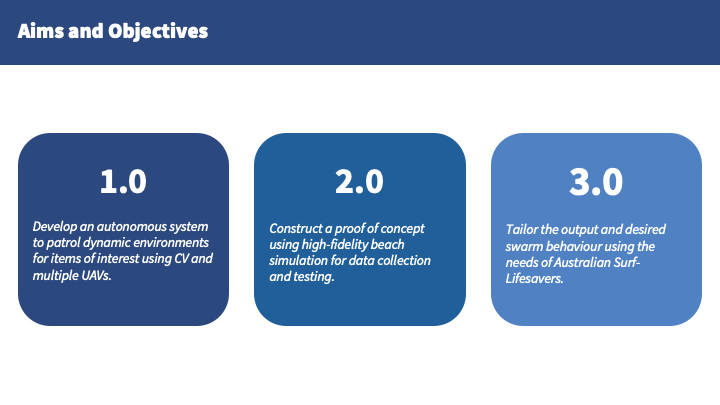 Aims and Objectives
1.0
Develop an autonomous system
to patrol dynamic environments
for items of interest using CV and
multiple UAVs.
2.0
Construct a proof of concept
using high-fidelity beach
simulation for data collection
and testing.
3.0
Tailor the output and desired
swarm behaviour using the
needs of Australian Surf-
Lifesavers.